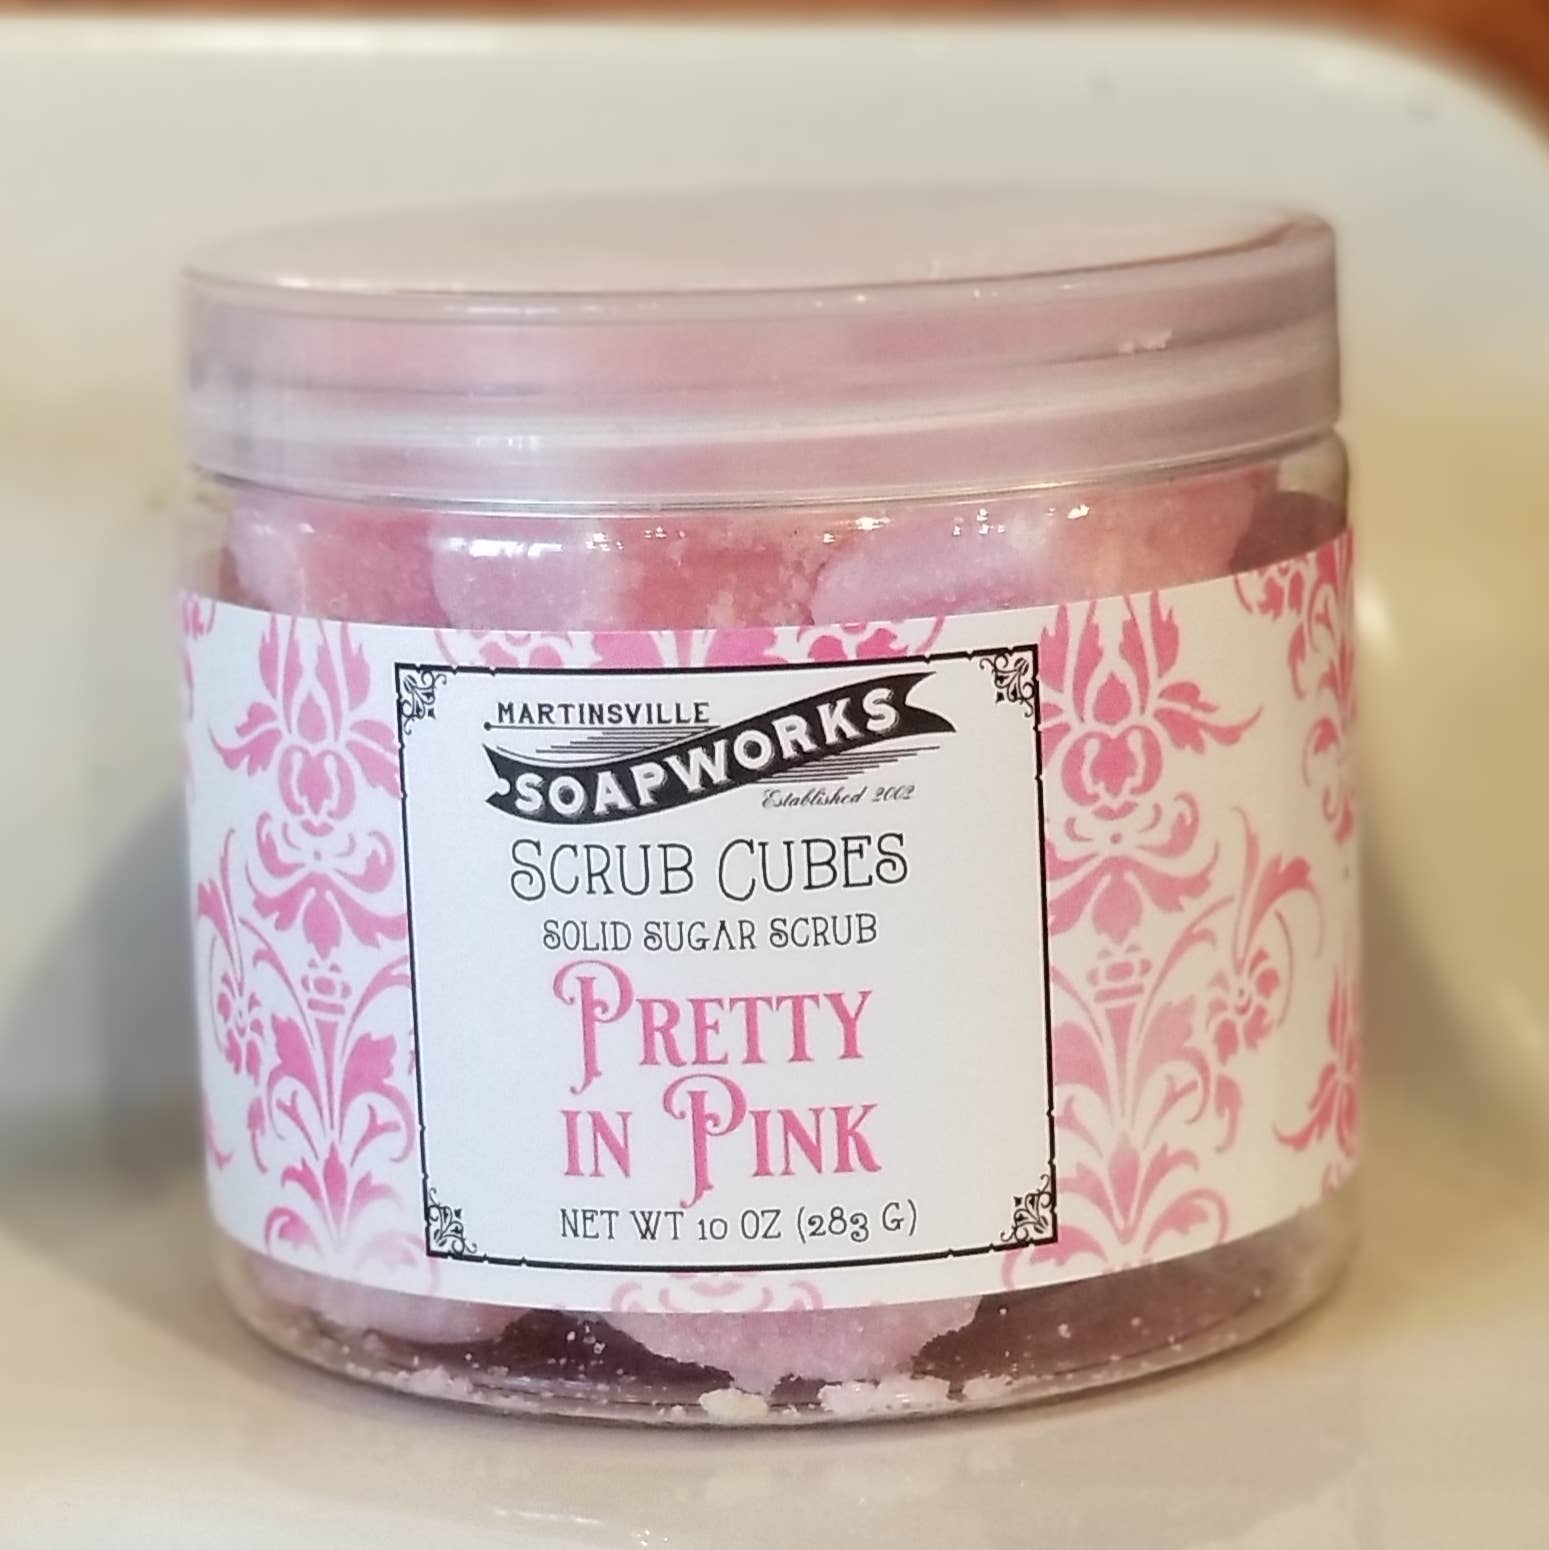 MARTINSVILLE
SOAPWORKS
Established 2002
SCRUB CUBES
SOLID SUGAR SCRUB
PRETTY
IN PINK
NET WT 10 OZ (283 G)